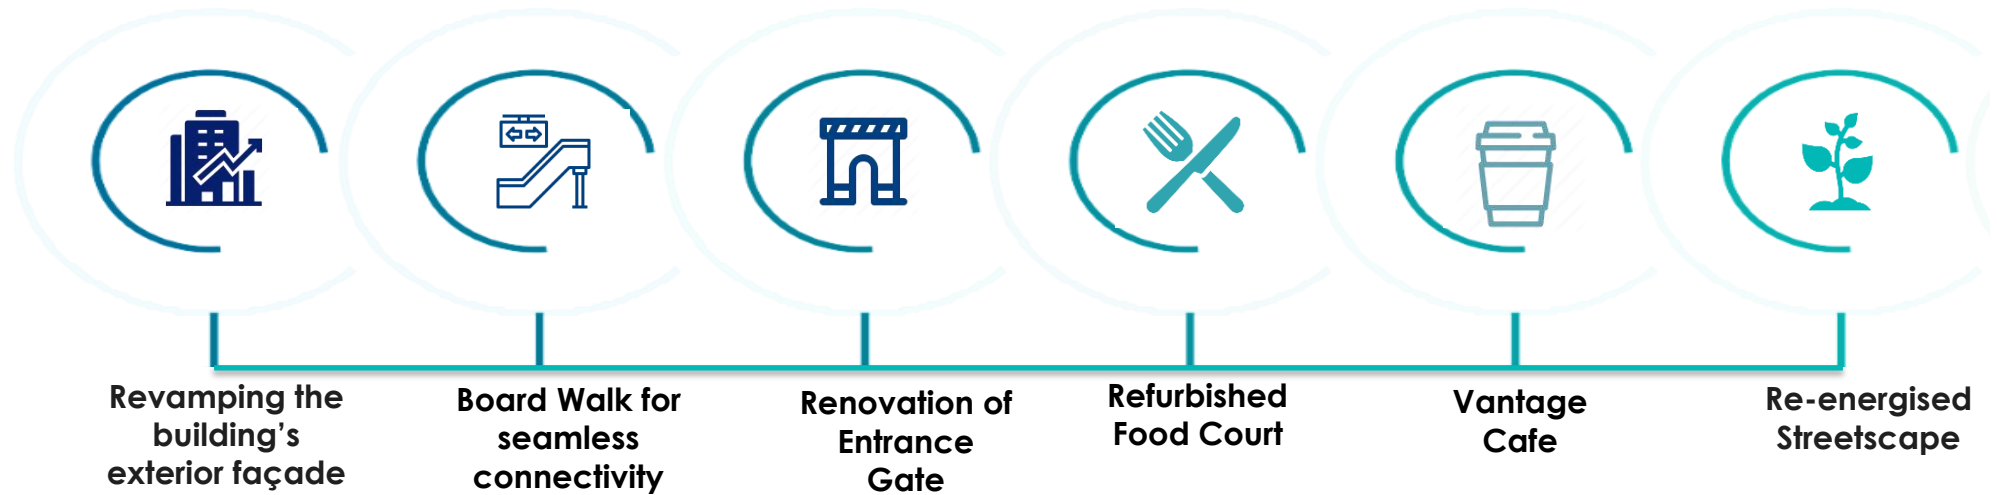 Revamping the
building’s
exterior façade
Board Walk for
seamless
connectivity
Renovation of
Entrance
Gate
Refurbished
Food Court
Vantage
Cafe
Re-energised
Streetscape